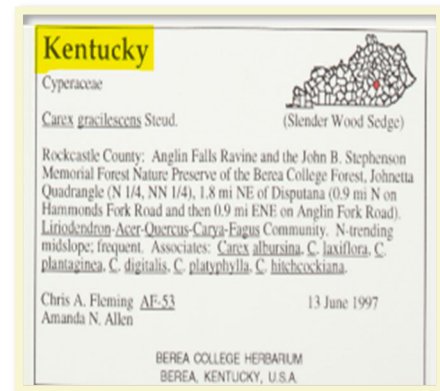 Kentucky
Cyperaceae
Carex gracilescens Steud.
(Slender Wood Sedge)
Rockcastle County: Anglin Falls Ravine and the John B. Stephenson
Memorial Forest Nature Preserve of the Berea College Forest, Johnetta
Quadrangle (N 1/4, NN 1/4), 1.8 mi NE of Disputana (0.9 mi N on
Hammonds Fork Road and then 0.9 mi ENE on Anglin Fork Road).
Liriodendron-Acer-Quercus-Carya-Fagus Community. N-trending
midslope; frequent. Associates: Carex albursina, C. laxiflora, C.
plantaginea, C. digitalis, C. platyphylla, C. hitchcockiana.
Chris A. Fleming AF-53
13 June 1997
Amanda N. Allen
BEREA COLLEGE HERBARIUM
BEREA, KENTUCKY, U.S.A.